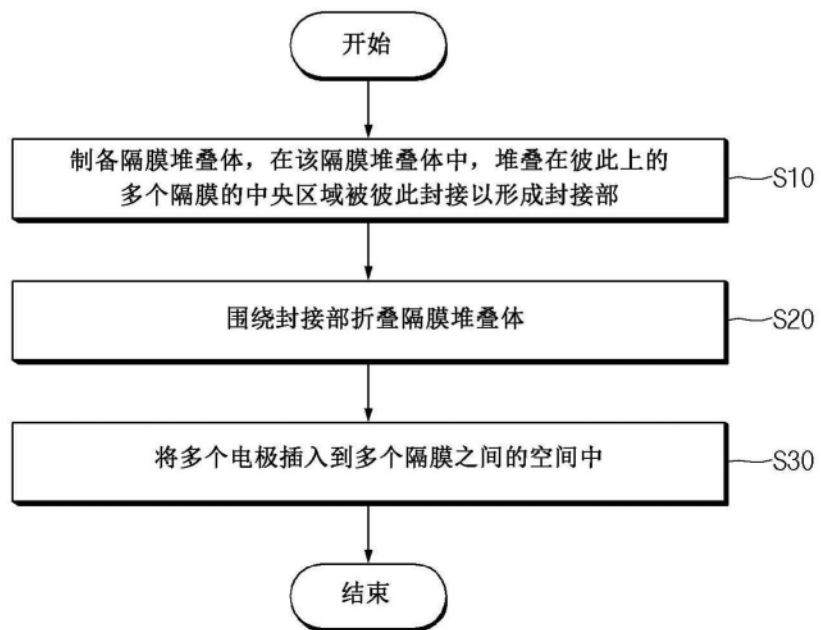 开始
制备隔膜堆叠体，在该隔膜堆叠体中，堆叠在彼此上的
多个隔膜的中央区域被彼此封接以形成封接部
S10
围绕封接部折叠隔膜堆叠体
S20
将多个电极插入到多个隔膜之间的空间中
S30
结束